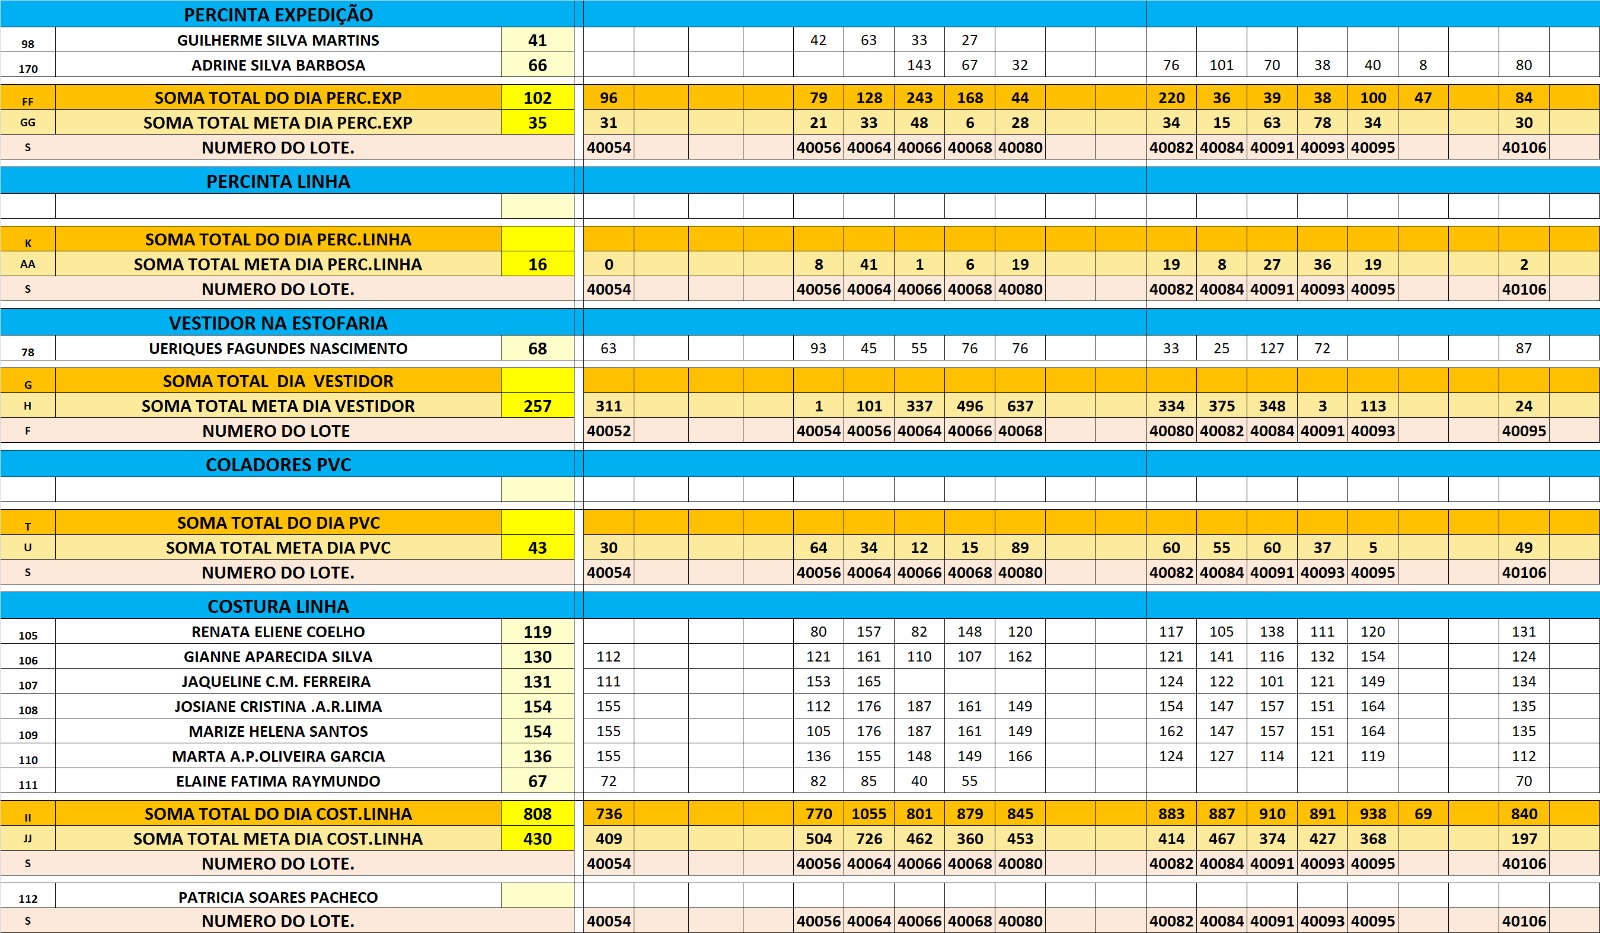 PERCINTA EXPEDIÇÃO
98 GUILHERME SILVA MARTINS 41 42 63 33 27
170 ADRINE SILVA BARBOSA 66 143 67 32 76 101 70 38 40 8 80
FF SOMA TOTAL DO DIA PERC.EXP 102 96 79 128 243 168 44 220 36 39 38 100 47 84
GG SOMA TOTAL META DIA PERC.EXP 35 31 21 33 48 6 28 34 15 63 78 34 30
S NUMERO DO LOTE. 40054 40056 40064 40066 40068 40080 40082 40084 40091 40093 40095 40106
PERCINTA LINHA
K SOMA TOTAL DO DIA PERC.LINHA
AA SOMA TOTAL META DIA PERC.LINHA 16 0 8 41 1 6 19 19 8 27 36 19 2
S NUMERO DO LOTE. 40054 40056 40064 40066 40068 40080 40082 40084 40091 40093 40095 40106
VESTIDOR NA ESTOFARIA
78 UERIQUES FAGUNDES NASCIMENTO 68 63 93 45 55 76 76 33 25 127 72 87
G SOMA TOTAL DIA VESTIDOR
H SOMA TOTAL META DIA VESTIDOR 257 311 1 101 337 496 637 334 375 348 3 113 24
F NUMERO DO LOTE 40052 40054 40056 40064 40066 40068 40080 40082 40084 40091 40093 40095
COLADORES PVC
T SOMA TOTAL DO DIA PVC
U SOMA TOTAL META DIA PVC 43 30 64 34 12 15 89 60 55 60 37 5 49
S NUMERO DO LOTE. 40054 40056 40064 40066 40068 40080 40082 40084 40091 40093 40095 40106
COSTURA LINHA
105 RENATA ELIENE COELHO 119 80 157 82 148 120 117 105 138 111 120 131
106 GIANNE APARECIDA SILVA 130 112 121 161 110 107 162 121 141 116 132 154 124
107 JAQUELINE C.M. FERREIRA 131 111 153 165 124 122 101 121 149 134
108 JOSIANE CRISTINA .A.R.LIMA 154 155 112 176 187 161 149 154 147 157 151 164 135
109 MARIZE HELENA SANTOS 154 155 105 176 187 161 149 162 147 157 151 164 135
110 MARTA A.P.OLIVEIRA GARCIA 136 155 136 155 148 149 166 124 127 114 121 119 112
111 ELAINE FATIMA RAYMUNDO 67 72 82 85 40 55 70
II SOMA TOTAL DO DIA COST.LINHA 808 736 770 1055 801 879 845 883 887 910 891 938 69 840
JJ SOMA TOTAL META DIA COST.LINHA 430 409 504 726 462 360 453 414 467 374 427 368 197
S NUMERO DO LOTE. 40054 40056 40064 40066 40068 40080 40082 40084 40091 40093 40095 40106
112 PATRICIA SOARES PACHECO
S NUMERO DO LOTE. 40054 40056 40064 40066 40068 40080 40082 40084 40091 40093 40095 40106